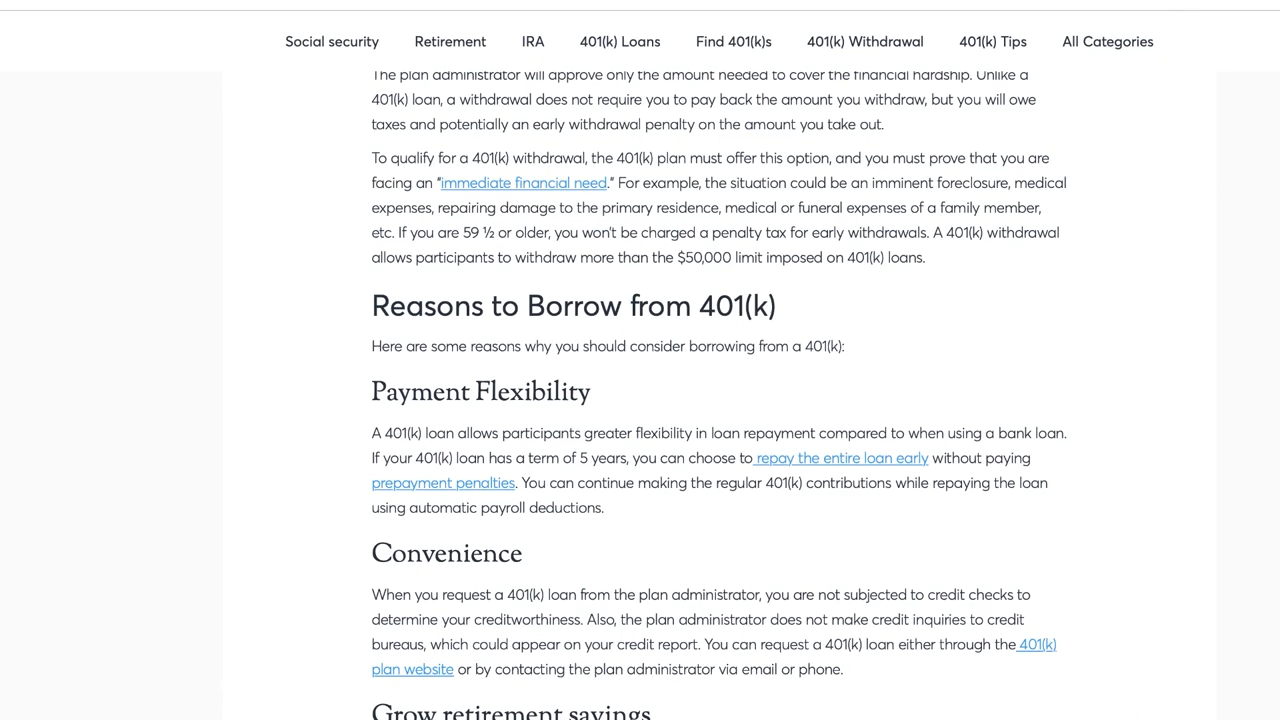 Social security Retirement IRA 401(k) Loans Find 401(k)s 401(k) Withdrawal 401(k) Tips All Categories
The plan administrator will approve only the amount needed to cover the financial hardship. Unlike a
401(k) loan, a withdrawal does not require you to pay back the amount you withdraw, but you will owe
taxes and potentially an early withdrawal penalty on the amount you take out.
To qualify for a 401(k) withdrawal, the 401(k) plan must offer this option, and you must prove that you are
facing an “immediate financial need.” For example, the situation could be an imminent foreclosure, medical
expenses, repairing damage to the primary residence, medical or funeral expenses of a family member,
etc. If you are 59 ½ or older, you won’t be charged a penalty tax for early withdrawals. A 401(k) withdrawal
allows participants to withdraw more than the $50,000 limit imposed on 401(k) loans.
Reasons to Borrow from 401(k)
Here are some reasons why you should consider borrowing from a 401(k):
Payment Flexibility
A 401(k) loan allows participants greater flexibility in loan repayment compared to when using a bank loan.
If your 401(k) loan has a term of 5 years, you can choose to repay the entire loan early without paying
prepayment penalties. You can continue making the regular 401(k) contributions while repaying the loan
using automatic payroll deductions.
Convenience
When you request a 401(k) loan from the plan administrator, you are not subjected to credit checks to
determine your creditworthiness. Also, the plan administrator does not make credit inquiries to credit
bureaus, which could appear on your credit report. You can request a 401(k) loan either through the 401(k)
plan website or by contacting the plan administrator via email or phone.
Grow retirement savings